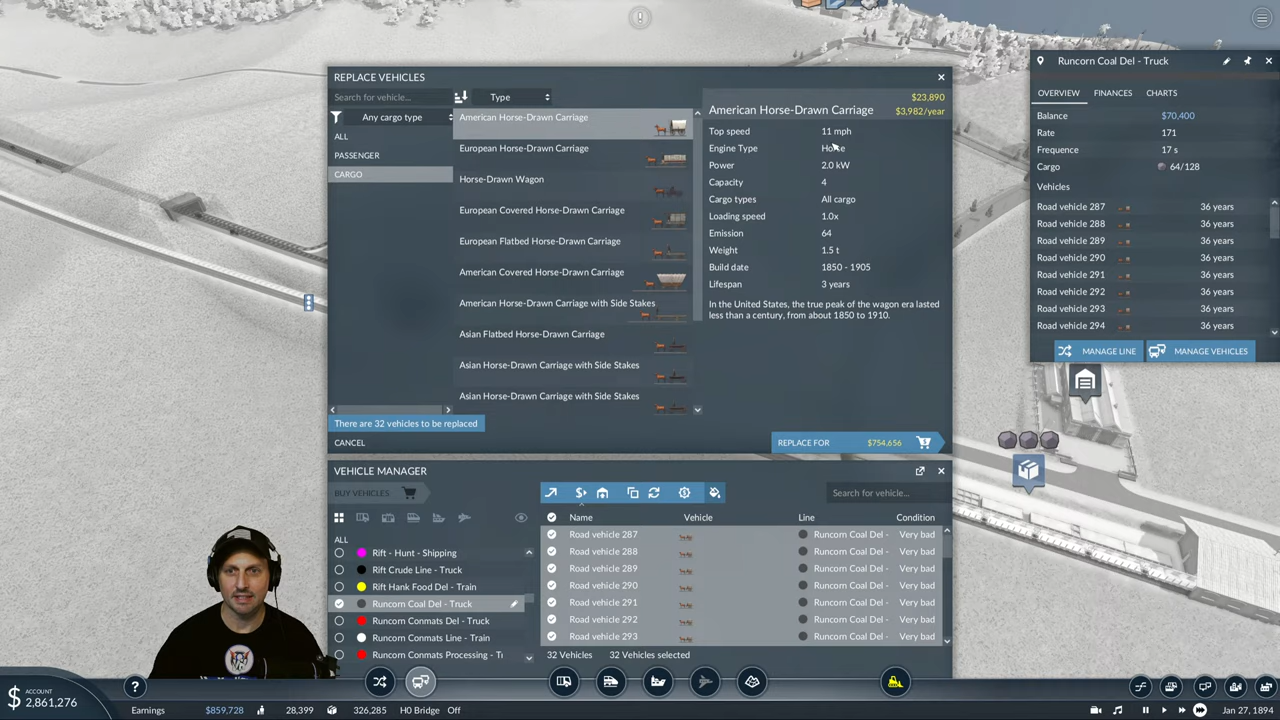 REPLACE VEHICLES
Search for vehicle...
Type
Any cargo type
ALL
PASSENGER
CARGO
American Horse-Drawn Carriage
European Horse-Drawn Carriage
Horse-Drawn Wagon
European Covered Horse-Drawn Carriage
European Flatbed Horse-Drawn Carriage
American Covered Horse-Drawn Carriage
American Horse-Drawn Carriage with Side Stakes
Asian Flatbed Horse-Drawn Carriage
Asian Horse-Drawn Carriage with Side Stakes
Asian Horse-Drawn Carriage with Side Stakes
$23,890
American Horse-Drawn Carriage
$3,982/year
Top speed 11 mph
Engine Type Horse
Power 2.0 kW
Capacity 4
Cargo types All cargo
Loading speed 1.0x
Emission 64
Weight 1.5 t
Build date 1850 - 1905
Lifespan 3 years
In the United States, the true peak of the wagon era lasted
less than a century, from about 1850 to 1910.
There are 32 vehicles to be replaced
CANCEL
REPLACE FOR $754,656
Runcorn Coal Del - Truck
OVERVIEW FINANCES CHARTS
Balance $70,400
Rate 171
Frequence 17 s
Cargo 64/128
Vehicles
Road vehicle 287 36 years
Road vehicle 288 36 years
Road vehicle 289 36 years
Road vehicle 290 36 years
Road vehicle 291 36 years
Road vehicle 292 36 years
Road vehicle 293 36 years
Road vehicle 294 36 years
MANAGE LINE MANAGE VEHICLES
VEHICLE MANAGER
BUY VEHICLES
Search for vehicle...
ALL
Rift - Hunt - Shipping
Rift Crude Line - Truck
Rift Hank Food Del - Train
Runcorn Coal Del - Truck
Runcorn Conmats Del - Truck
Runcorn Conmats Line - Train
Runcorn Conmats Processing - Tr
Name Vehicle Line Condition
Road vehicle 287 Runcorn Coal Del - Very bad
Road vehicle 288 Runcorn Coal Del - Very bad
Road vehicle 289 Runcorn Coal Del - Very bad
Road vehicle 290 Runcorn Coal Del - Very bad
Road vehicle 291 Runcorn Coal Del - Very bad
Road vehicle 292 Runcorn Coal Del - Very bad
Road vehicle 293 Runcorn Coal Del - Very bad
32 Vehicles 32 Vehicles selected
$ ACCOUNT
2,861,276
?
Earnings $859,728 28,399 326,285 H0 Bridge Off
Jan 27, 1894